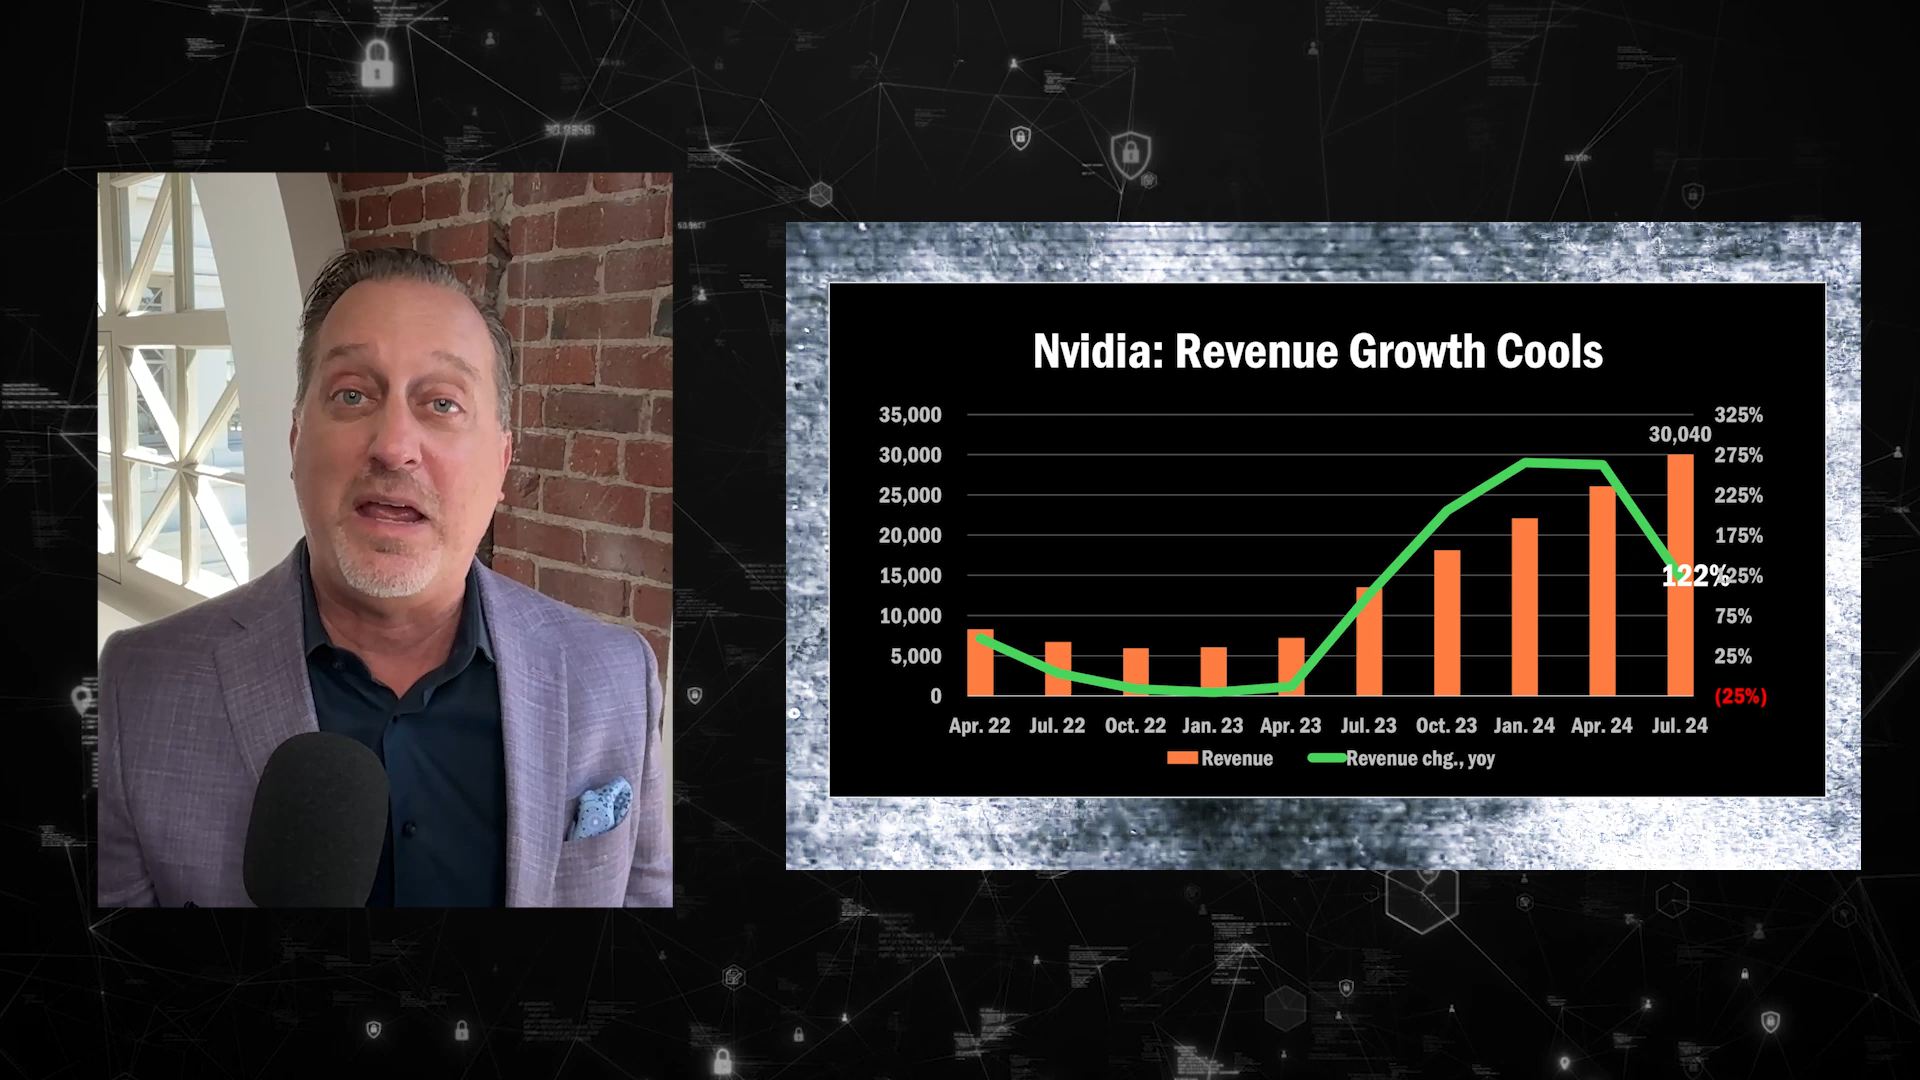 Nvidia: Revenue Growth Cools
35,000 325%
30,040
30,000 275%
25,000 225%
20,000 175%
15,000 122% 25%
10,000 75%
5,000 25%
0 (25%)
Apr. 22 Jul. 22 Oct. 22 Jan. 23 Apr. 23 Jul. 23 Oct. 23 Jan. 24 Apr. 24 Jul. 24
Revenue Revenue chg., yoy